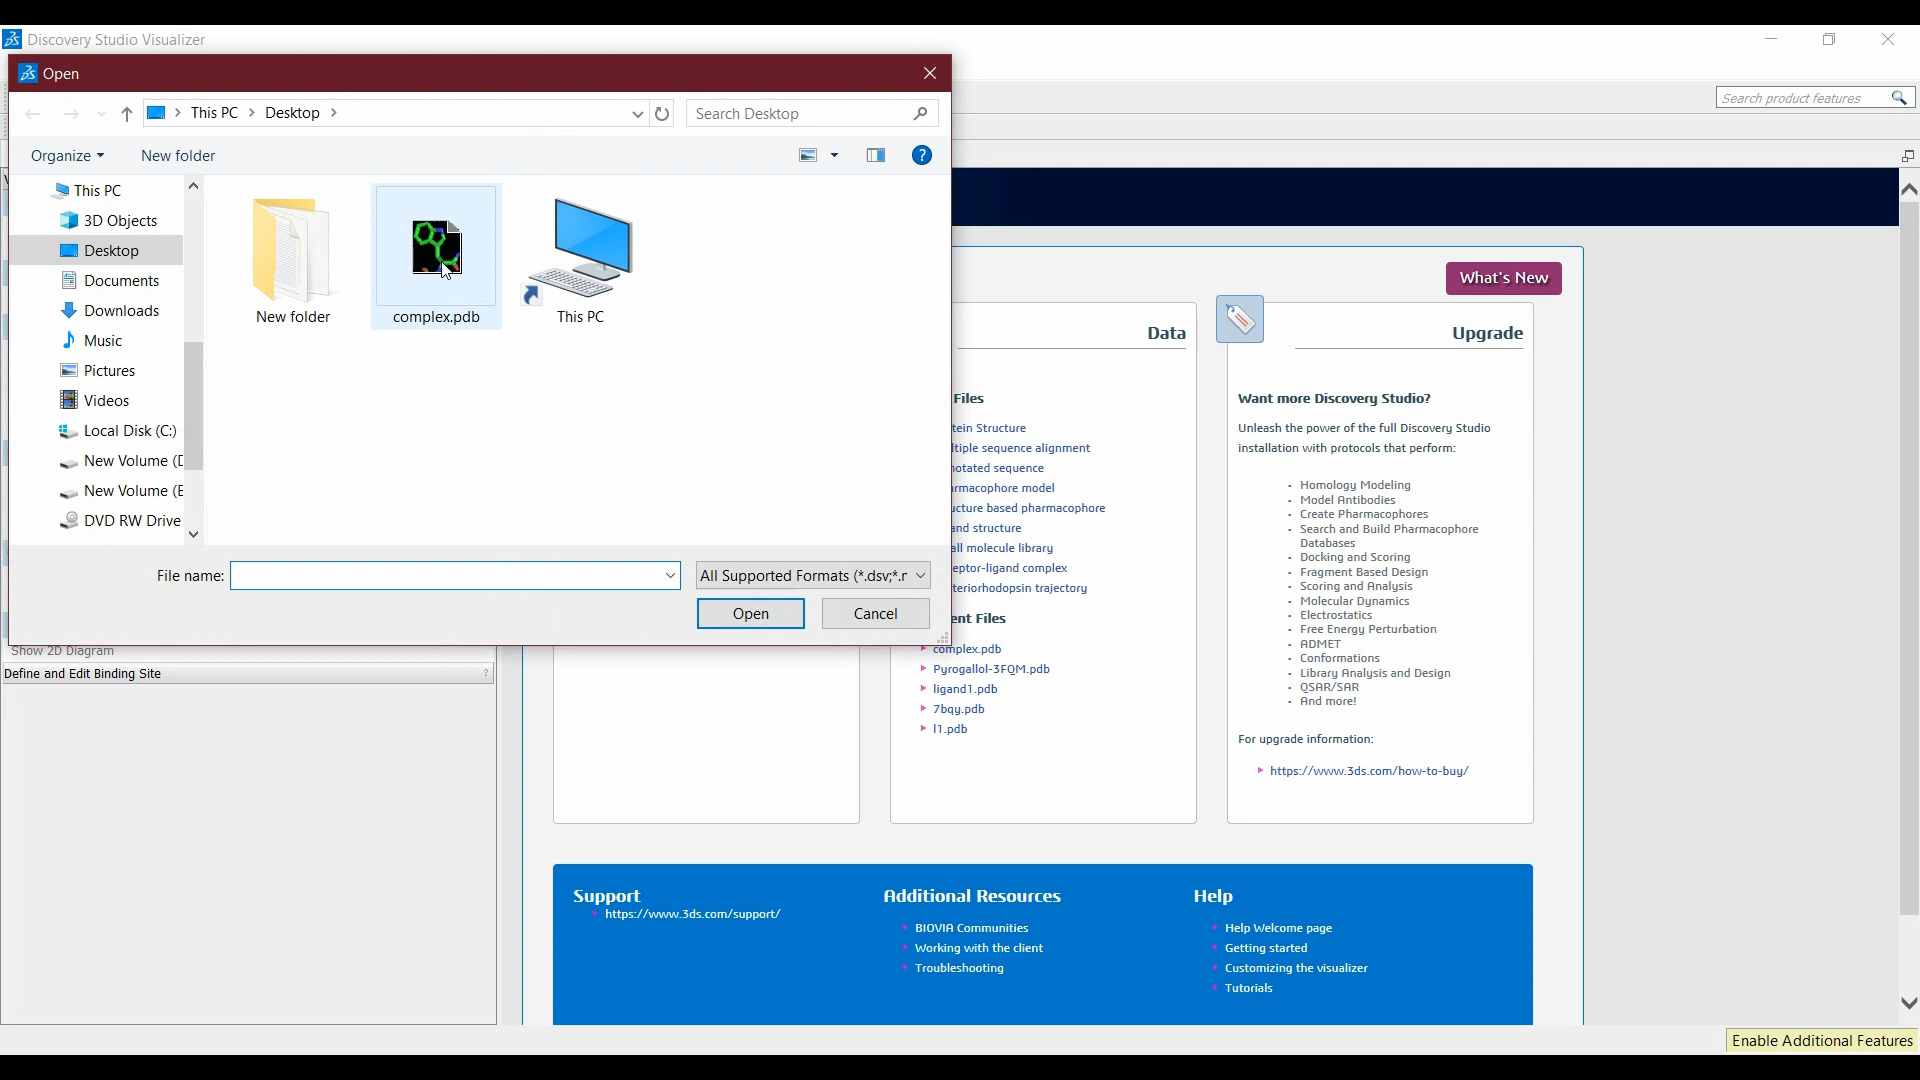 Discovery Studio Visualizer
Open
This PC
Desktop
Search Desktop
Search product features
Organize
New folder
?
This PC
3D Objects
Desktop
Documents
Downloads
Music
Pictures
Videos
Local Disk (C:)
New Volume (
New Volume (E
DVD RW Drive
New folder
complex.pdb
This PC
File name:
All Supported Formats (*.dsv;*.r
Open
Cancel
Show 2D Diagram
Define and Edit Binding Site
?
What's New
Data
Files
tein Structure
ltiple sequence alignment
notated sequence
rmacophore model
ucture based pharmacophore
and structure
all molecule library
eptor-ligand complex
teriorhodopsin trajectory
ent Files
complex.pdb
Pyrogallol-3FQM.pdb
ligand1.pdb
7bqy.pdb
l1.pdb
Upgrade
Want more Discovery Studio?
Unleash the power of the full Discovery Studio
installation with protocols that perform:
Homology Modeling
Model Antibodies
Create Pharmacophores
Search and Build Pharmacophore
Databases
Docking and Scoring
Fragment Based Design
Scoring and Analysis
Molecular Dynamics
Electrostatics
Free Energy Perturbation
ADMET
Conformations
Library Analysis and Design
QSAR/SAR
And more!
For upgrade information:
https://www.3ds.com/how-to-buy/
Support
https://www.3ds.com/support/
Additional Resources
BIOVIA Communities
Working with the client
Troubleshooting
Help
Help Welcome page
Getting started
Customizing the visualizer
Tutorials
Enable Additional Features